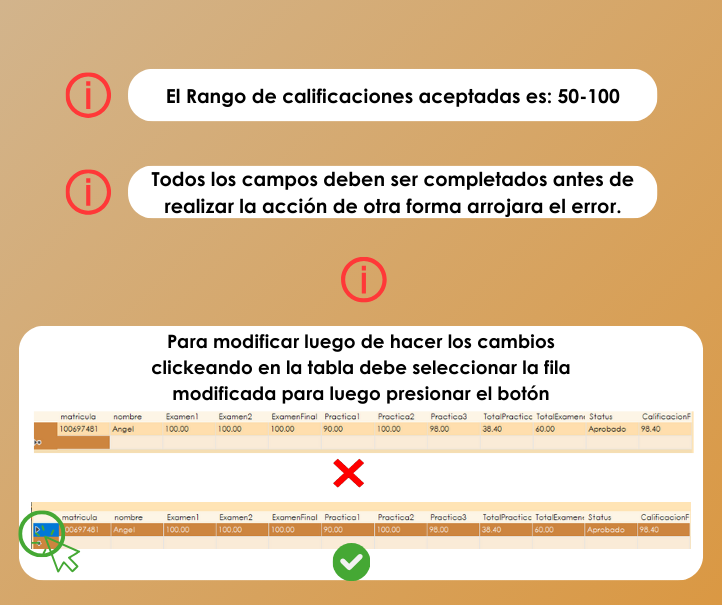 El Rango de calificaciones aceptadas es: 50-100
Todos los campos deben ser completados antes de
realizar la acción de otra forma arrojara el error.
Para modificar luego de hacer los cambios
clickeando en la tabla debe seleccionar la fila
modificada para luego presionar el botón
matricula nombre Examen1 Examen2 ExamenFinal Practica1 Practica2 Practica3 TotalPractic TotalExamen Status CalificacionF
100697481 Angel 100.00 100.00 100.00 90.00 100.00 98.00 38.40 60.00 Aprobado 98.40
matricula nombre Examen1 Examen2 ExamenFinal Practica1 Practica2 Practica3 TotalPractic TotalExamen Status CalificacionF
00697481 Angel 100.00 100.00 100.00 90.00 100.00 98.00 38.40 60.00 Aprobado 98.40